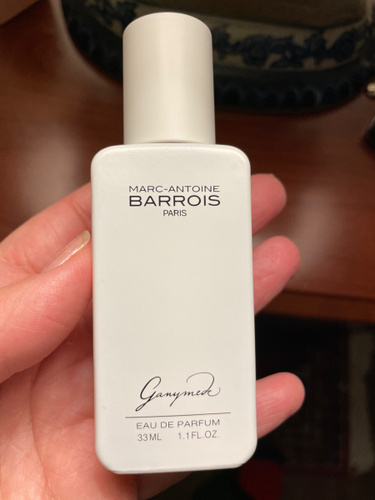 MARC-ANTOINE
BARROIS
PARIS
Ganymede
EAU DE PARFUM
33ML 1.1FL.OZ.